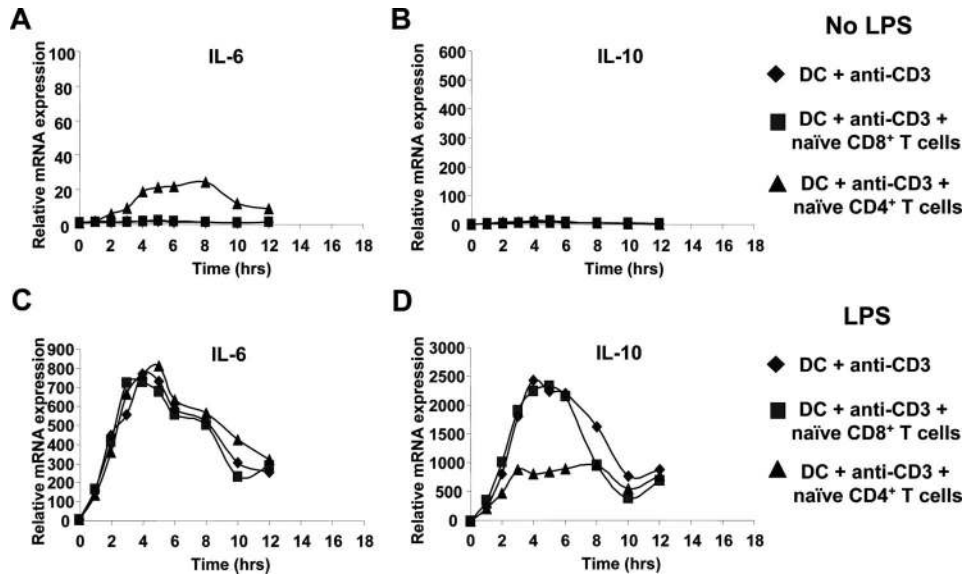 A
IL-6
Relative mRNA expression
100
80
60
40
20
0
0 2 4 6 8 10 12 14 16 18
Time (hrs)
B
IL-10
Relative mRNA expression
600
500
400
300
200
100
0
0 2 4 6 8 10 12 14 16 18
Time (hrs)
No LPS
DC + anti-CD3
DC + anti-CD3 +
naïve CD8⁺ T cells
DC + anti-CD3 +
naïve CD4⁺ T cells
C
IL-6
Relative mRNA expression
900
800
700
600
500
400
300
200
100
0
0 2 4 6 8 10 12 14 16 18
Time (hrs)
D
IL-10
Relative mRNA expression
3000
2500
2000
1500
1000
500
0
0 2 4 6 8 10 12 14 16 18
Time (hrs)
LPS
DC + anti-CD3
DC + anti-CD3 +
naïve CD8⁺ T cells
DC + anti-CD3 +
naïve CD4⁺ T cells